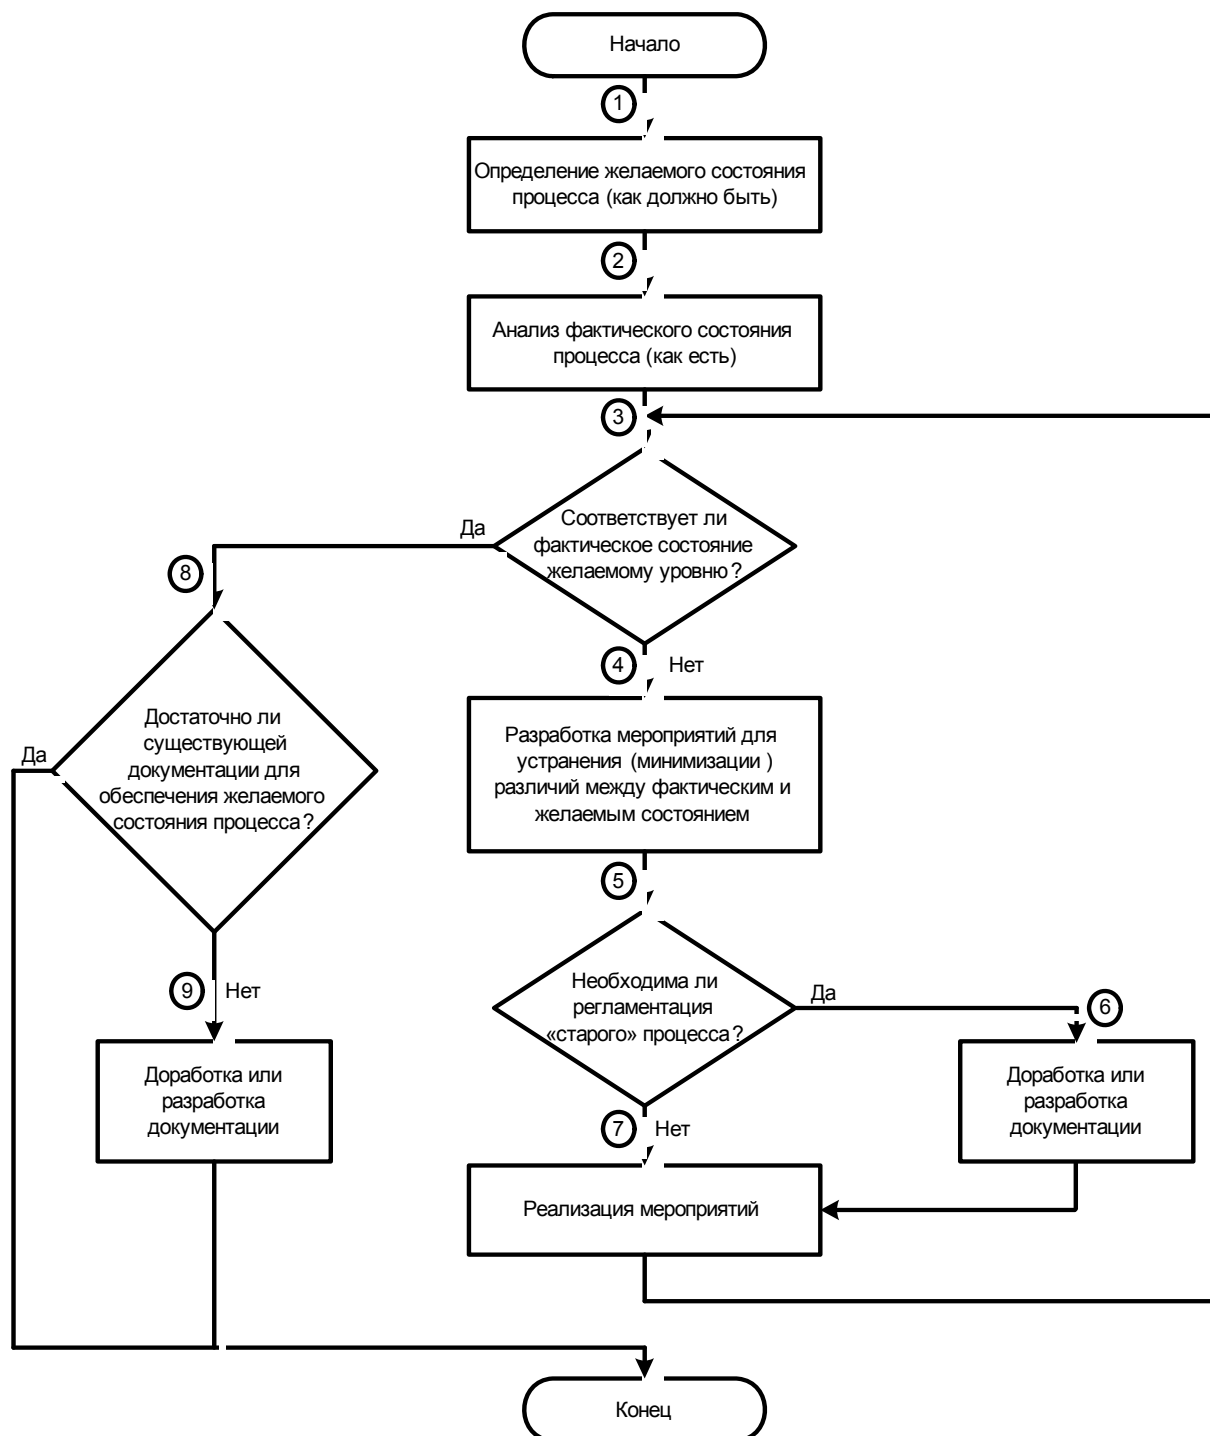 Начало
1
Определение желаемого состояния
процесса (как должно быть)
2
Анализ фактического состояния
процесса (как есть)
3
Соответствует ли
фактическое состояние
желаемому уровню?
Да
8
4
Нет
Достаточно ли
существующей
документации для
обеспечения желаемого
состояния процесса?
Да
Разработка мероприятий для
устранения (минимизации )
различий между фактическим и
желаемым состоянием
5
Необходима ли
регламентация
«старого» процесса?
Да
6
9
Нет
Доработка или
разработка
документации
Доработка или
разработка
документации
7
Нет
Реализация мероприятий
Конец